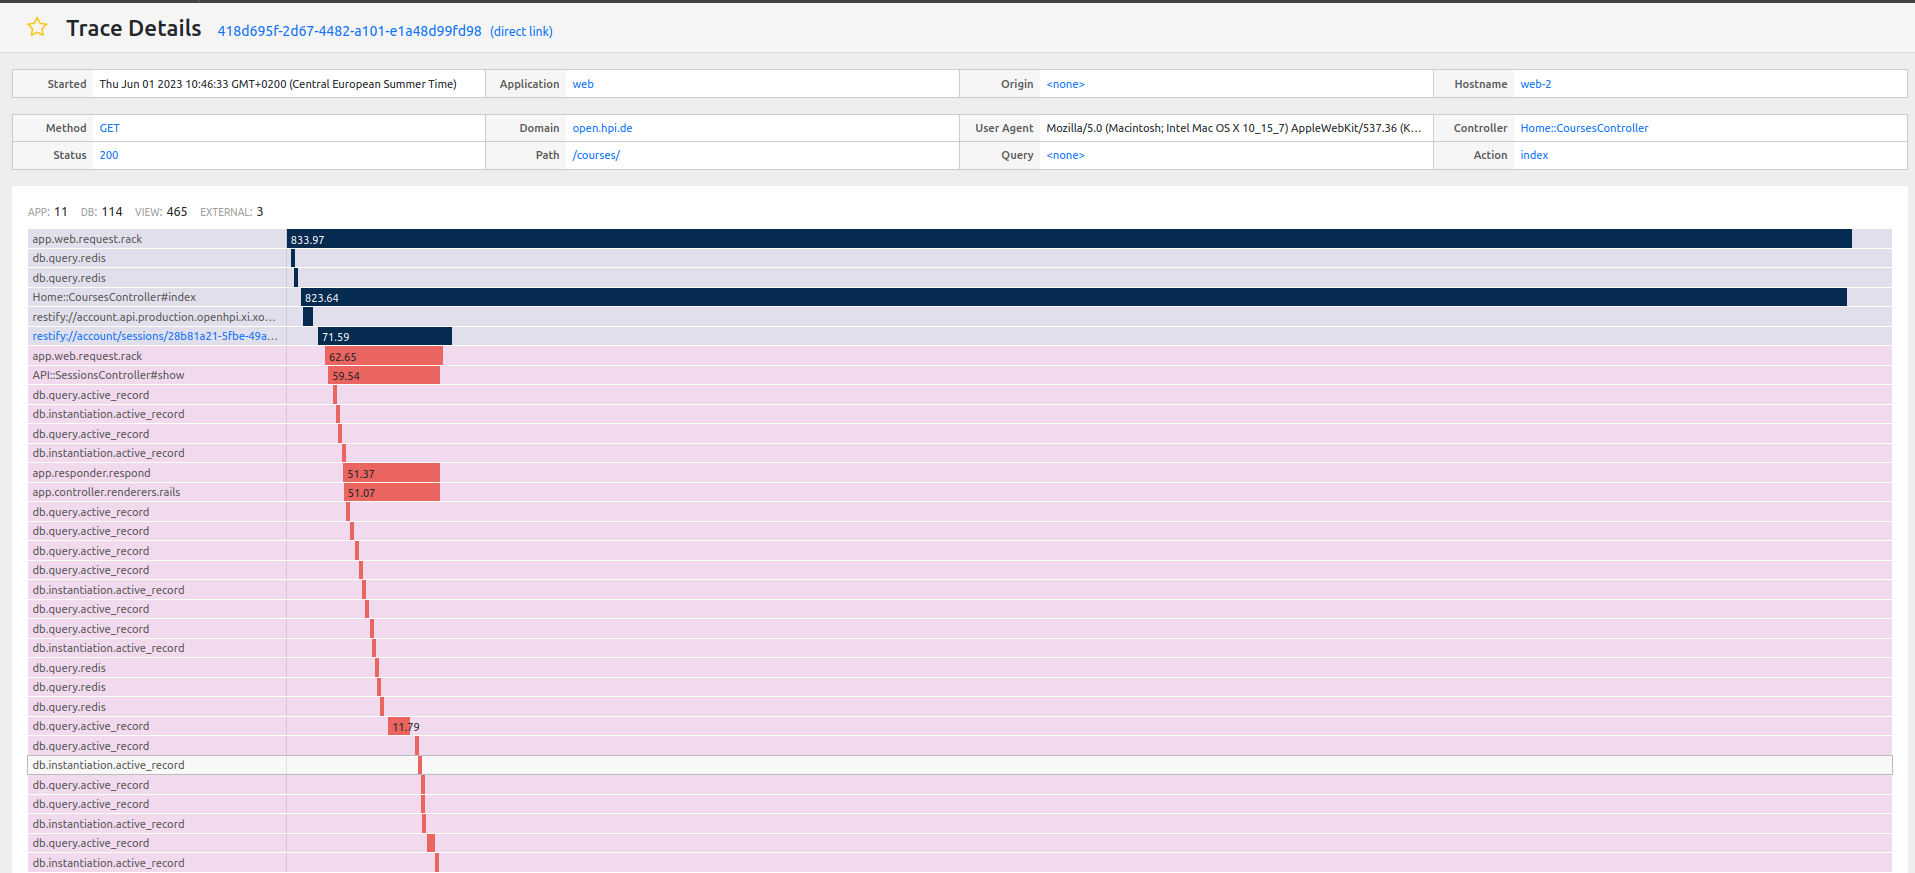 Trace Details 418d695f-2d67-4482-a101-e1a48d99fd98 (direct link)
Started Thu Jun 01 2023 10:46:33 GMT+0200 (Central European Summer Time) Application web Origin <none> Hostname web-2
Method GET Domain open.hpi.de User Agent Mozilla/5.0 (Macintosh; Intel Mac OS X 10_15_7) AppleWebKit/537.36 (K... Controller Home::CoursesController
Status 200 Path /courses/ Query <none> Action index
APP: 11 DB: 114 VIEW: 465 EXTERNAL: 3
app.web.request.rack 833.97
db.query.redis
db.query.redis
Home::CoursesController#index 823.64
restify://account.api.production.openhpi.xi.xo...
restify://account/sessions/28b81a21-5fbe-49a... 71.59
app.web.request.rack 62.65
API::SessionsController#show 59.54
db.query.active_record
db.instantiation.active_record
db.query.active_record
db.instantiation.active_record
app.responder.respond 51.37
app.controller.renderers.rails 51.07
db.query.active_record
db.query.active_record
db.query.active_record
db.query.active_record
db.instantiation.active_record
db.query.active_record
db.query.active_record
db.instantiation.active_record
db.query.redis
db.query.redis
db.query.redis
db.query.active_record 11.79
db.query.active_record
db.instantiation.active_record
db.query.active_record
db.query.active_record
db.instantiation.active_record
db.query.active_record
db.instantiation.active_record